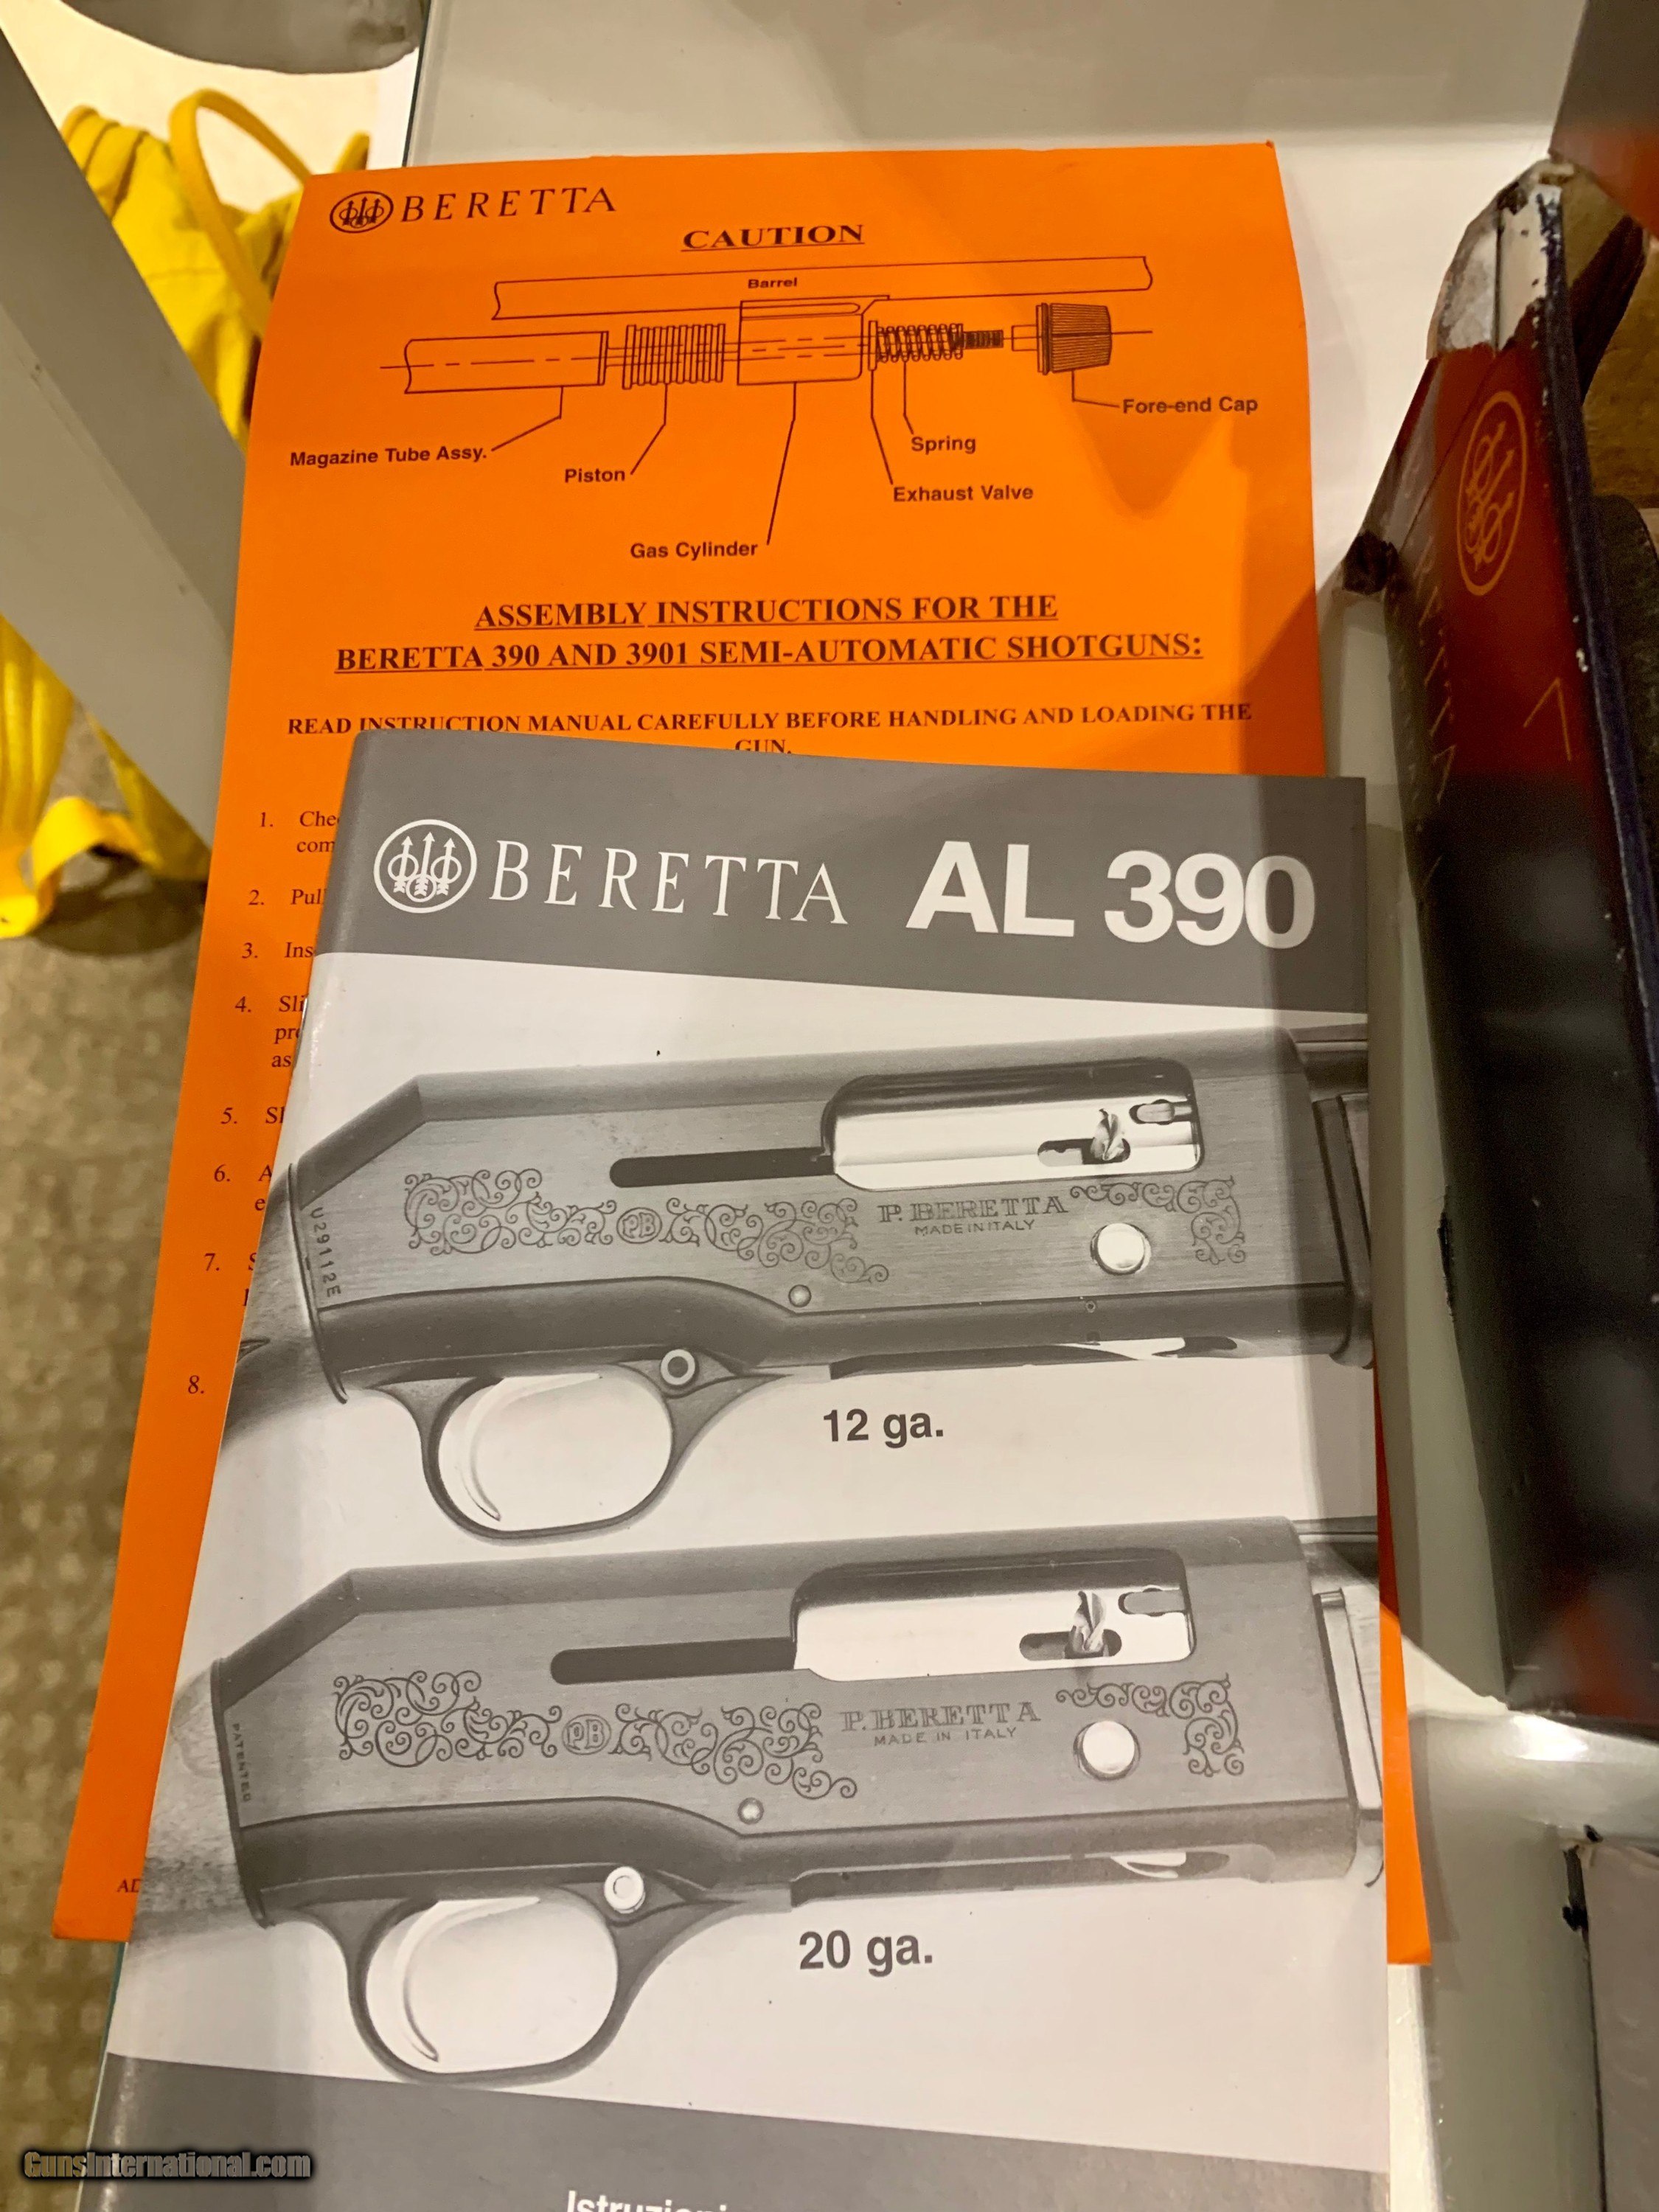 BERETTA
CAUTION
Barrel
Fore-end Cap
Magazine Tube Assy.
Spring
Piston
Exhaust Valve
Gas Cylinder
ASSEMBLY INSTRUCTIONS FOR THE
BERETTA 390 AND 3901 SEMI-AUTOMATIC SHOTGUNS:
READ INSTRUCTION MANUAL CAREFULLY BEFORE HANDLING AND LOADING THE
GUN.
1.
2.
3.
4.
5.
6.
7.
8.
BERETTA AL 390
P. BERETTA
MADE IN ITALY
PB
U29112E
12 ga.
P. BERETTA
MADE IN ITALY
PB
PATENTED
20 ga.
GunsInternational.com